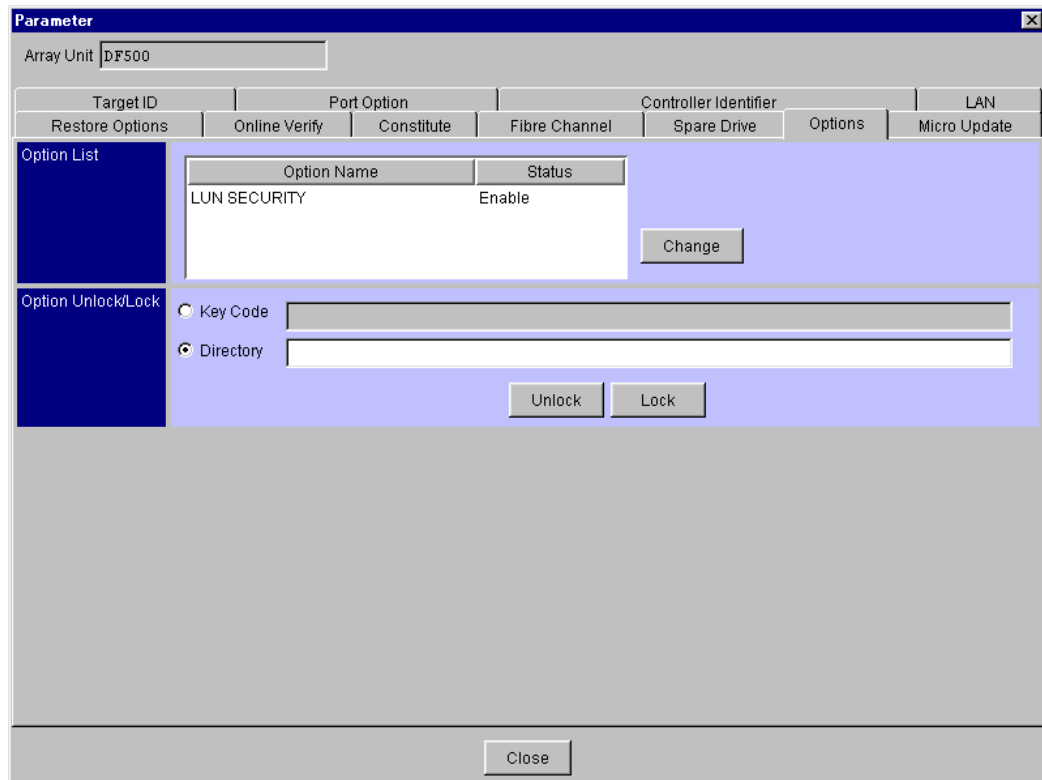 Parameter
Array Unit DF500
Target ID Port Option Controller Identifier LAN
Restore Options Online Verify Constitute Fibre Channel Spare Drive Options Micro Update
Option List
Option Name Status
LUN SECURITY Enable
Change
Option Unlock/Lock
Key Code
Directory
Unlock Lock
Close